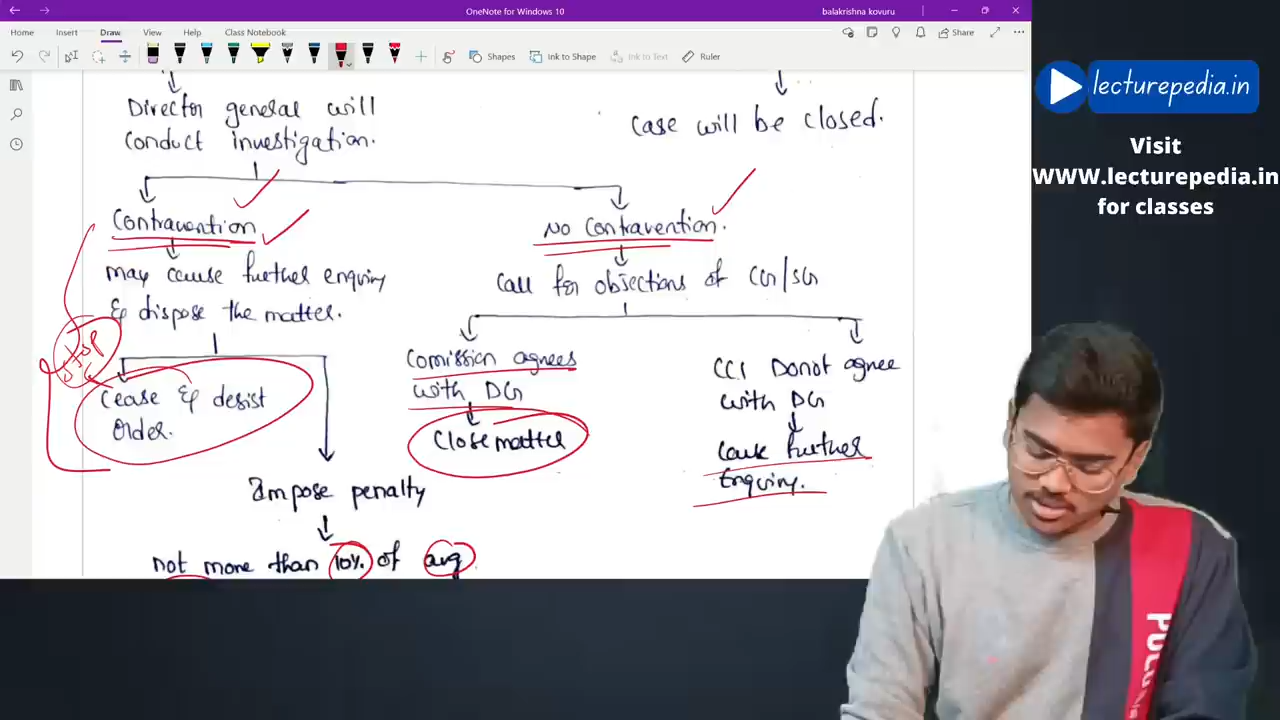 OneNote for Windows 10
balakrishna kovuru
Home Insert Draw View Help Class Notebook Share
Shapes Ink to Shape Ink to Text Ruler
Director general will
conduct investigation.
Case will be closed.
Contravention
No Contravention.
may cause further enquiry
& dispose the matter.
Call for objections of CG/SG
stop
Cease & desist
Order.
Comission agrees
with DG
Close matter
CCI Donot agree
with DG
Cause further
Enquiry.
Impose penalty
not more than 10% of avg
lecturepedia.in
Visit
WWW.lecturepedia.in
for classes